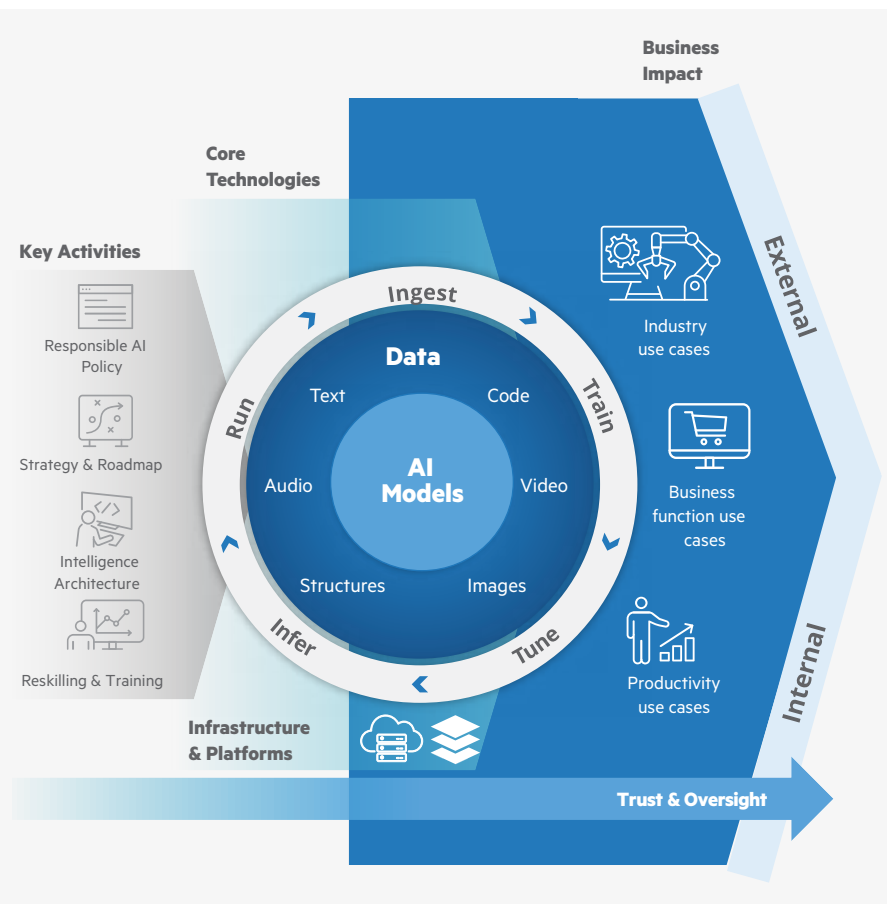 Business
Impact
Core
Technologies
Key Activities
Responsible AI
Policy
Strategy & Roadmap
Intelligence
Architecture
Reskilling & Training
Ingest
Train
Tune
Infer
Run
Data
Text
Code
Audio
AI
Models
Video
Structures
Images
Infrastructure
& Platforms
Industry
use cases
Business
function use
cases
Productivity
use cases
External
Internal
Trust & Oversight